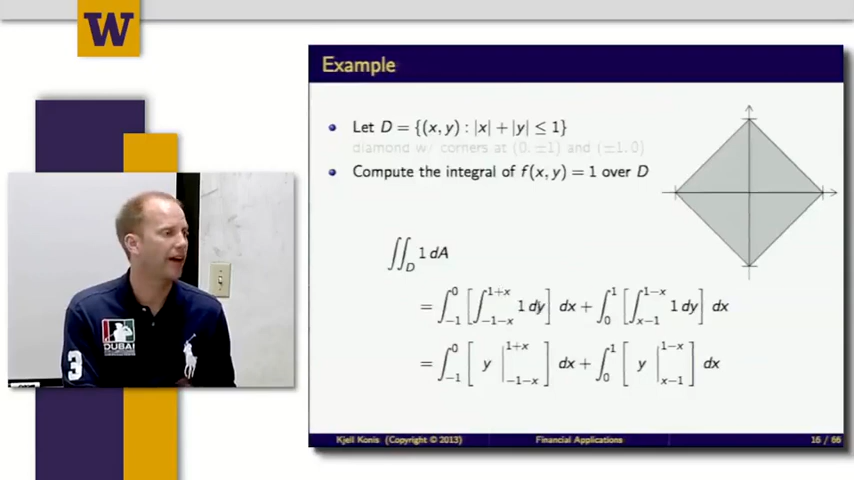 W
Example
Let D = {(x, y) : |x| + |y| ≤ 1}
diamond w/ corners at (0, ±1) and (±1, 0)
Compute the integral of f(x, y) = 1 over D
∬_D 1 dA
= ∫_{-1}^{0} [ ∫_{-1-x}^{1+x} 1 dy ] dx + ∫_{0}^{1} [ ∫_{x-1}^{1-x} 1 dy ] dx
= ∫_{-1}^{0} [ y |_{-1-x}^{1+x} ] dx + ∫_{0}^{1} [ y |_{x-1}^{1-x} ] dx
DUBAI
3
Kjell Konis (Copyright © 2013) Financial Applications 16 / 66